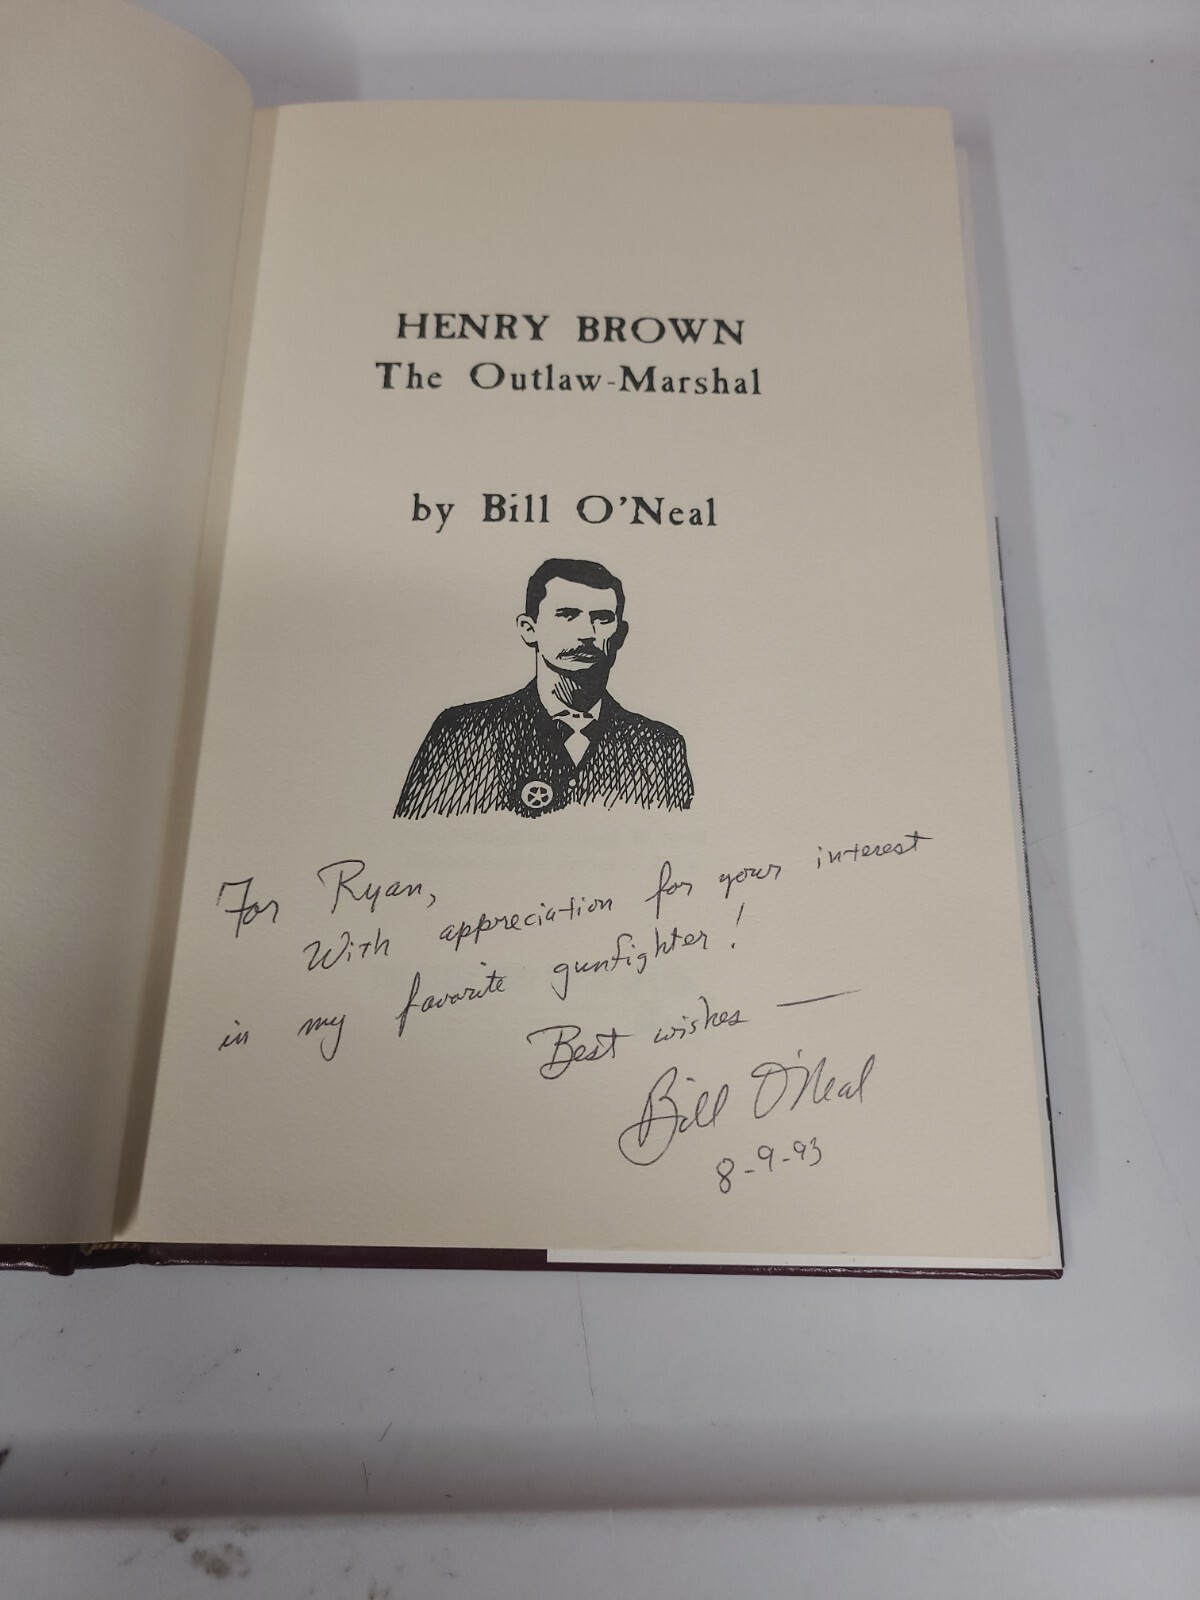 HENRY BROWN
The Outlaw-Marshal
by Bill O'Neal
For Ryan,
With appreciation for your interest
in my favorite gunfighter!
Best wishes —
Bill O'Neal
8-9-93